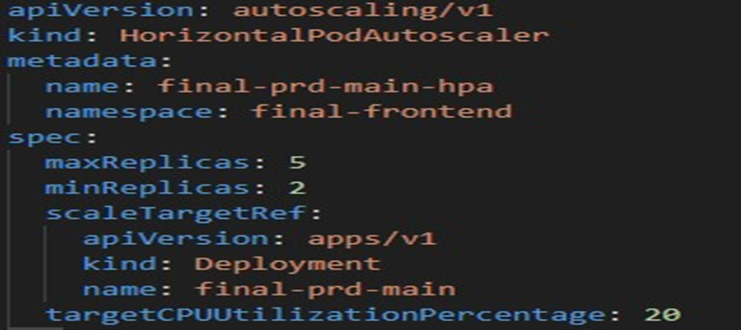 apiVersion: autoscaling/v1
kind: HorizontalPodAutoscaler
metadata:
  name: final-prd-main-hpa
  namespace: final-frontend
spec:
  maxReplicas: 5
  minReplicas: 2
  scaleTargetRef:
    apiVersion: apps/v1
    kind: Deployment
    name: final-prd-main
  targetCPUUtilizationPercentage: 20